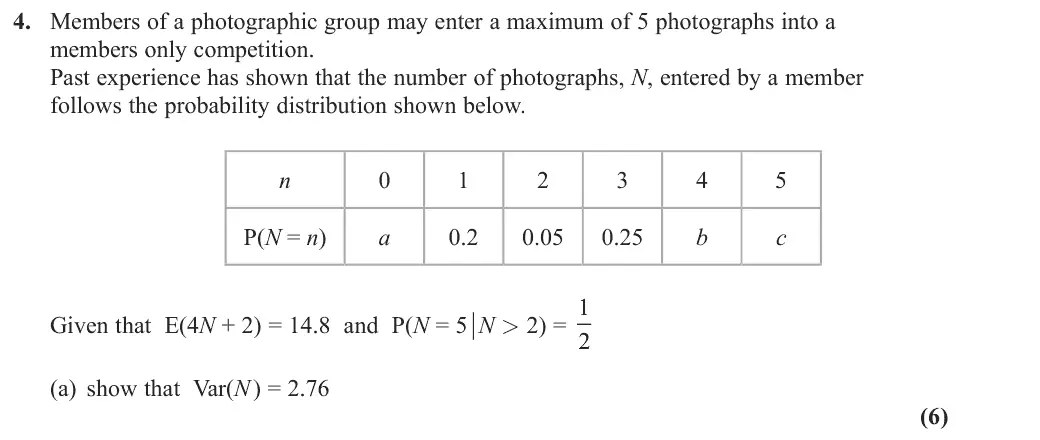 4. Members of a photographic group may enter a maximum of 5 photographs into a
members only competition.
Past experience has shown that the number of photographs, N, entered by a member
follows the probability distribution shown below.
n 0 1 2 3 4 5
P(N = n) a 0.2 0.05 0.25 b c
Given that E(4N + 2) = 14.8 and P(N = 5|N > 2) = 1/2
(a) show that Var(N) = 2.76
(6)